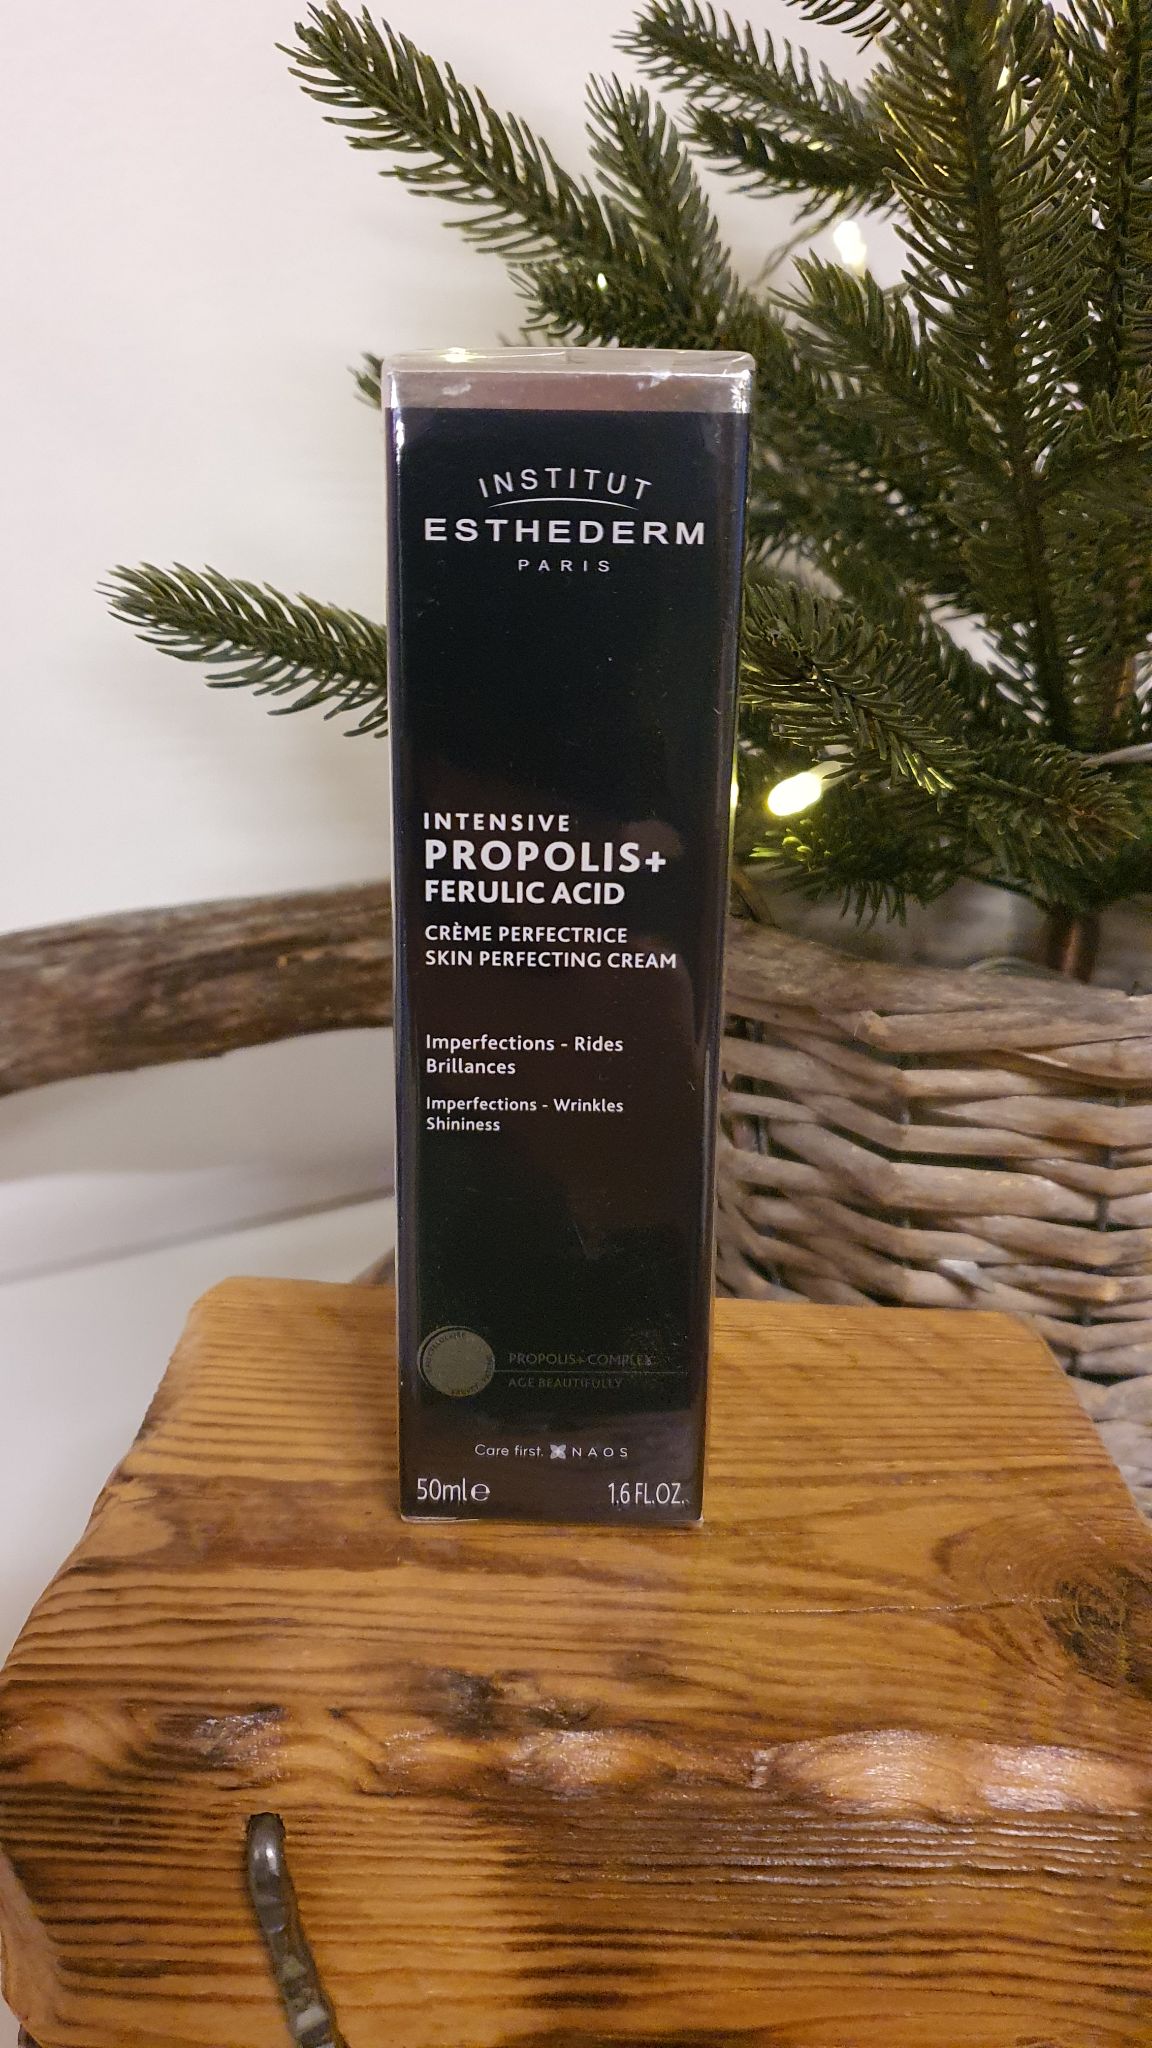 INSTITUT
ESTHEDERM
PARIS
INTENSIVE
PROPOLIS+
FERULIC ACID
CRÈME PERFECTRICE
SKIN PERFECTING CREAM
Imperfections - Rides
Brillances
Imperfections - Wrinkles
Shininess
PROPOLIS+COMPLEX
AGE BEAUTIFULLY
Care first. NAOS
50ml e 1.6 FL.OZ.